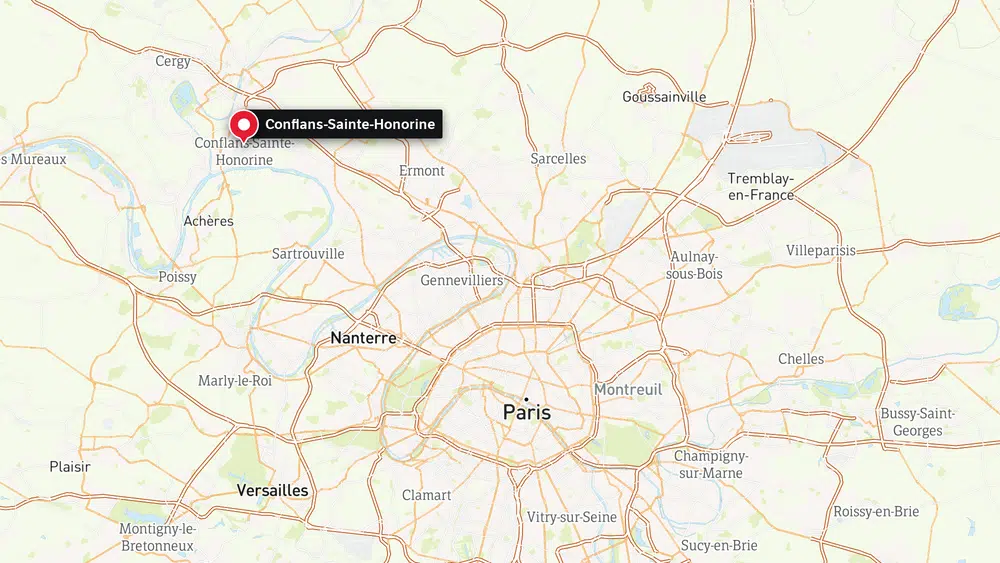 Cergy
Goussainville
Conflans-Sainte-Honorine
Conflans-Sainte-
Honorine
s Mureaux
Ermont
Sarcelles
Tremblay-
en-France
Achères
Sartrouville
Villeparisis
Aulnay-
sous-Bois
Poissy
Gennevilliers
Nanterre
Chelles
Marly-le-Roi
Montreuil
Paris
Bussy-Saint-
Georges
Plaisir
Champigny-
sur-Marne
Versailles
Clamart
Vitry-sur-Seine
Roissy-en-Brie
Montigny-le-
Bretonneux
Sucy-en-Brie